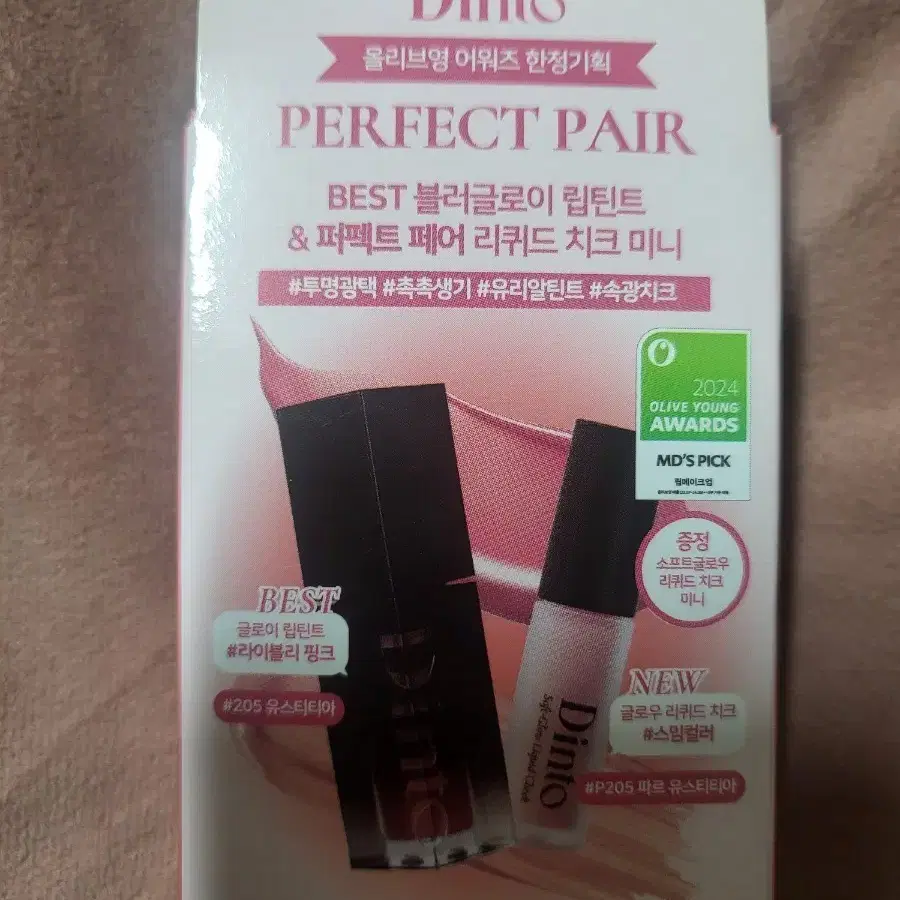 Dinto
올리브영 어워즈 한정기획
PERFECT PAIR
BEST 블러글로이 립틴트
& 퍼펙트 페어 리퀴드 치크 미니
#투명광택 #촉촉생기 #유리알틴트 #속광치크
2024
OLIVE YOUNG
AWARDS
MD'S PICK
립메이크업
증정
소프트글로우
리퀴드 치크
미니
BEST
글로이 립틴트
#라이블리 핑크
#205 유스티티아
NEW
글로우 리퀴드 치크
#스밈컬러
#P205 파르 유스티티아
Dinto
Soft-Glow Liquid Cheek
Dinto